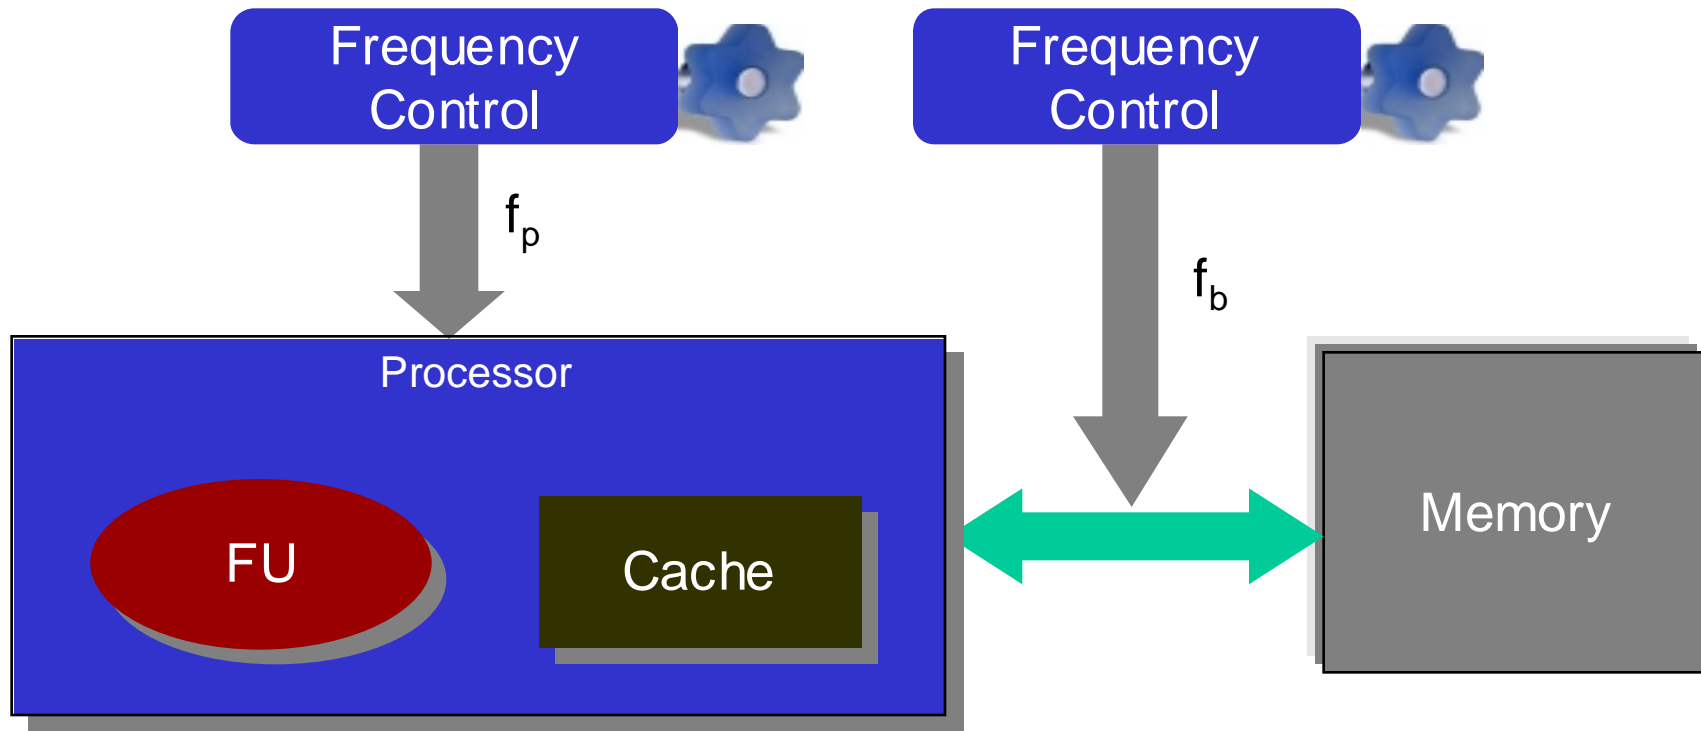 Frequency
Control
Frequency
Control
fp
fb
Processor
FU
Cache
Memory